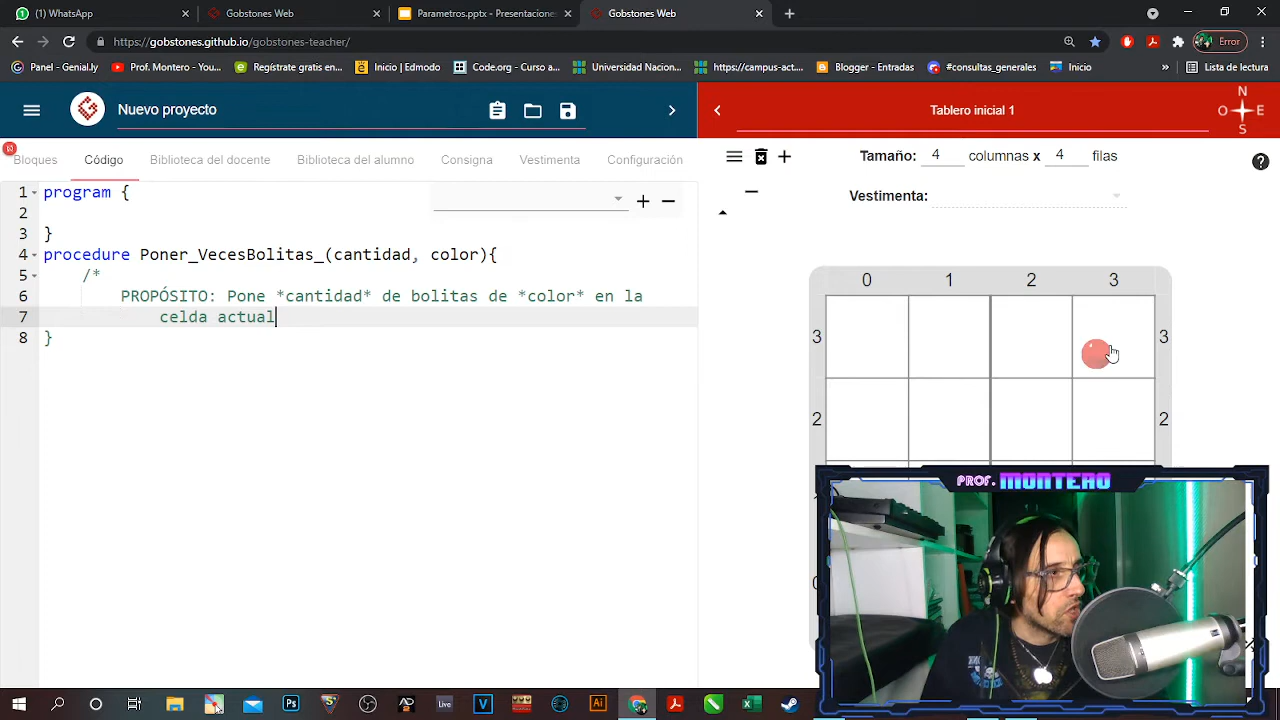 (1) WhatsApp
Gobstones Web
Parametros.pptx - Presentacione
Gobstones Web
https://gobstones.github.io/gobstones-teacher/
Error
Panel - Genial.ly
Prof. Montero - You
Regístrate gratis en...
Inicio | Edmodo
Code.org - Curso ...
Universidad Nacion...
https://campus-act...
Blogger - Entradas
#consultas_generales
Inicio
»
Lista de lectura
Nuevo proyecto
Tablero inicial 1
N
O E
S
Bloques
Código
Biblioteca del docente
Biblioteca del alumno
Consigna
Vestimenta
Configuración
Tamaño: 4 columnas x 4 filas
Vestimenta:
1 program {
2
3 }
4 procedure Poner_VecesBolitas_(cantidad, color){
5 /*
6 PROPÓSITO: Pone *cantidad* de bolitas de *color* en la
7 celda actual
8 }
0 1 2 3
3 3
2 2
PROF. MONTERO